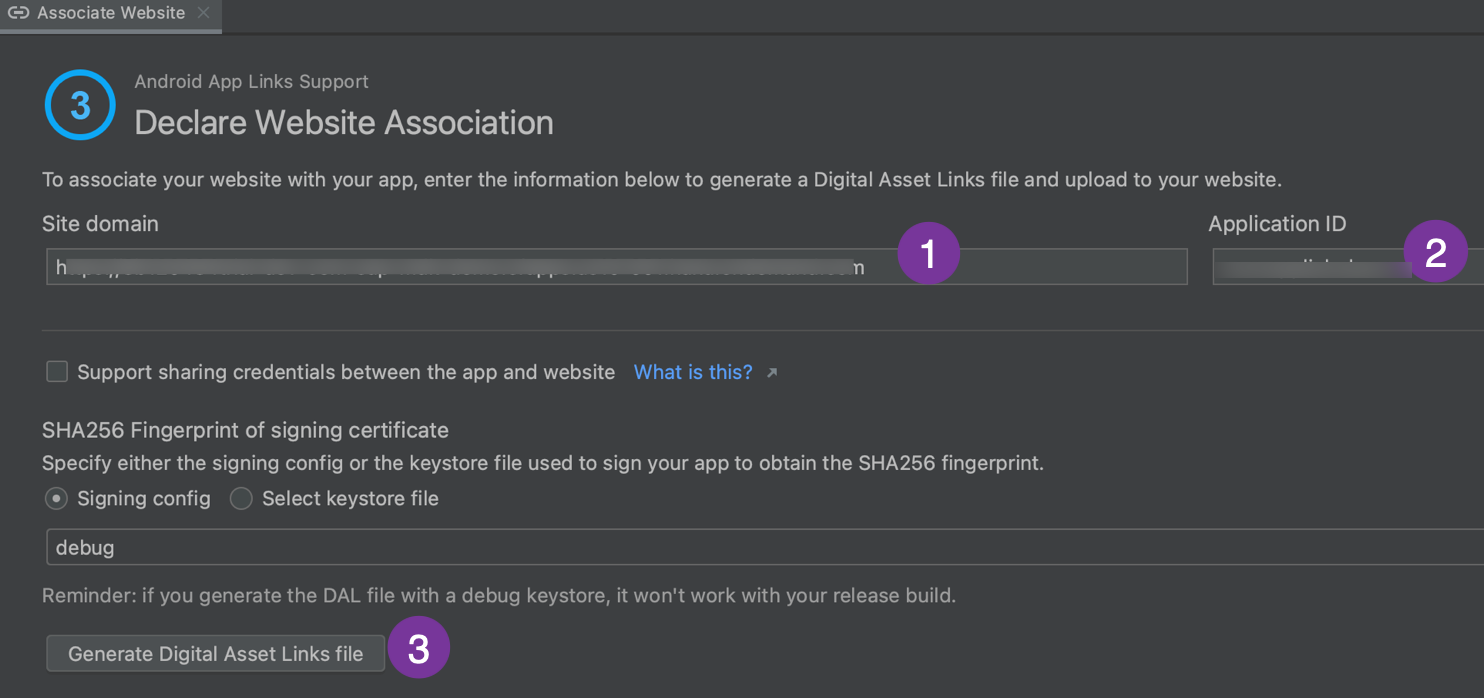 Associate Website
3
Android App Links Support
Declare Website Association
To associate your website with your app, enter the information below to generate a Digital Asset Links file and upload to your website.
Site domain
Application ID
1
2
Support sharing credentials between the app and website What is this?
SHA256 Fingerprint of signing certificate
Specify either the signing config or the keystore file used to sign your app to obtain the SHA256 fingerprint.
Signing config Select keystore file
debug
Reminder: if you generate the DAL file with a debug keystore, it won't work with your release build.
Generate Digital Asset Links file 3